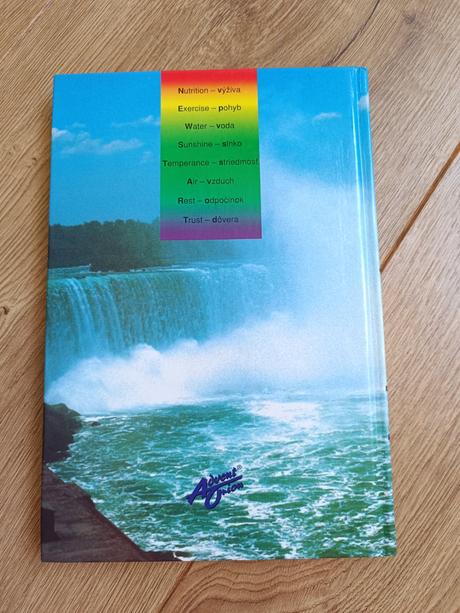 Nutrition – výživa
Exercise – pohyb
Water – voda
Sunshine – slnko
Temperance – striedmosť
Air – vzduch
Rest – odpočinok
Trust – dôvera
Advent®
Orion